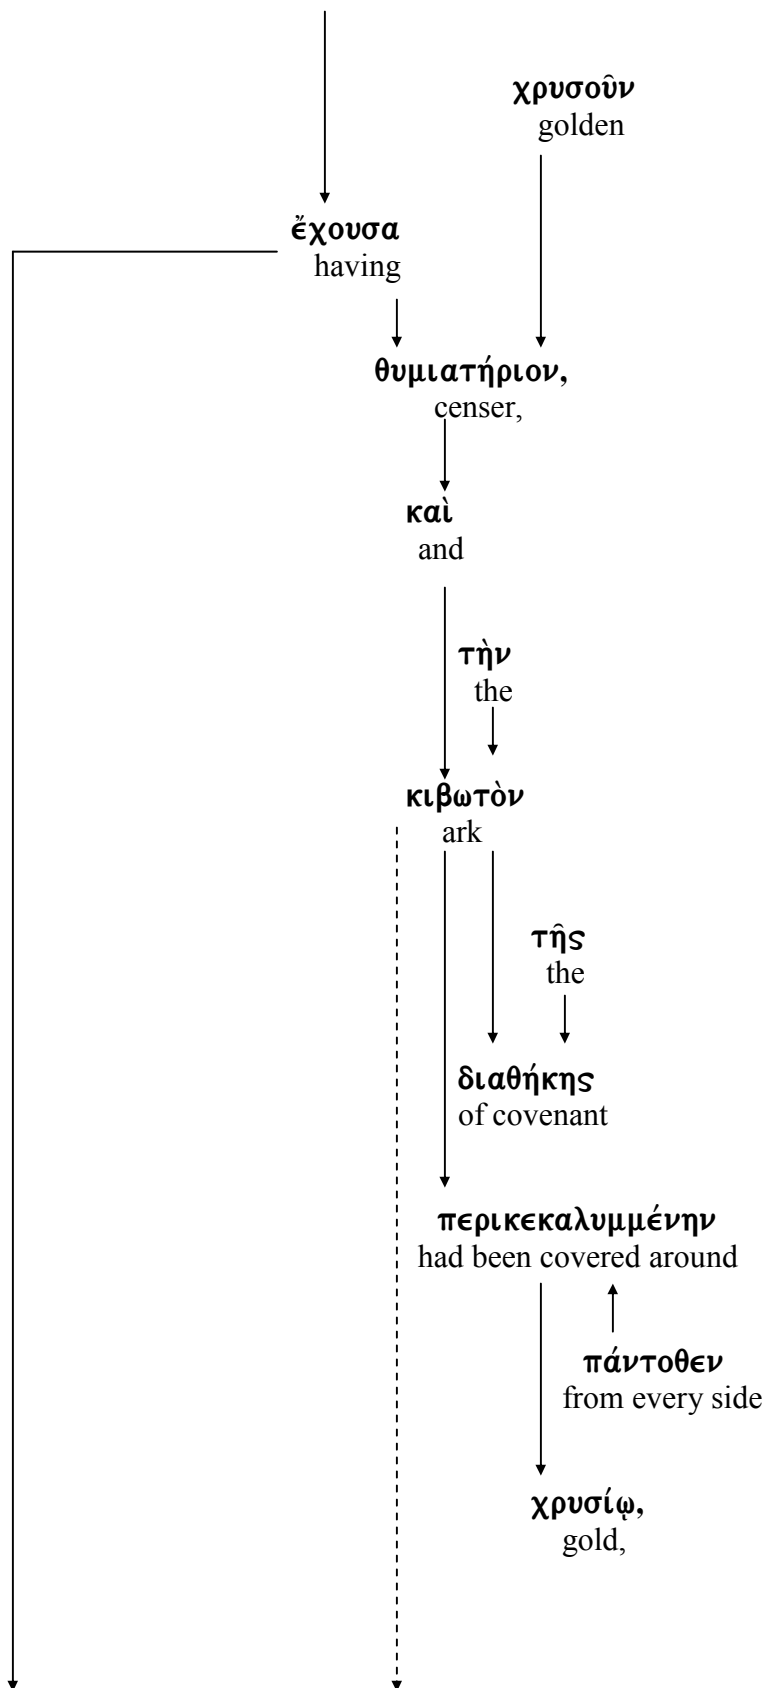 χρυσοῦν
golden
ἔχουσα
having
θυμιατήριον,
censer,
καὶ
and
τὴν
the
κιβωτὸν
ark
τῆς
the
διαθήκης
of covenant
περικεκαλυμμένην
had been covered around
πάντοθεν
from every side
χρυσίῳ,
gold,